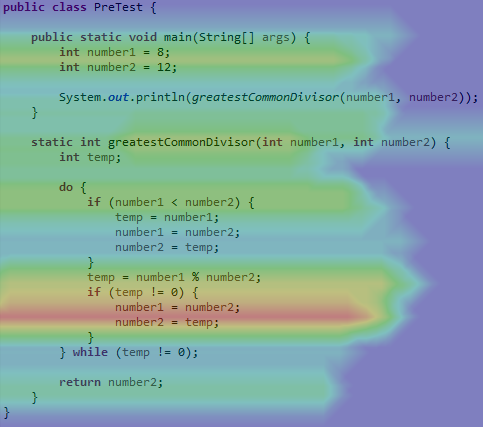 public class PreTest {
public static void main(String[] args) {
int number1 = 8;
int number2 = 12;
System.out.println(greatestCommonDivisor(number1, number2));
}
static int greatestCommonDivisor(int number1, int number2) {
int temp;
do {
if (number1 < number2) {
temp = number1;
number1 = number2;
number2 = temp;
}
temp = number1 % number2;
if (temp != 0) {
number1 = number2;
number2 = temp;
}
} while (temp != 0);
return number2;
}
}